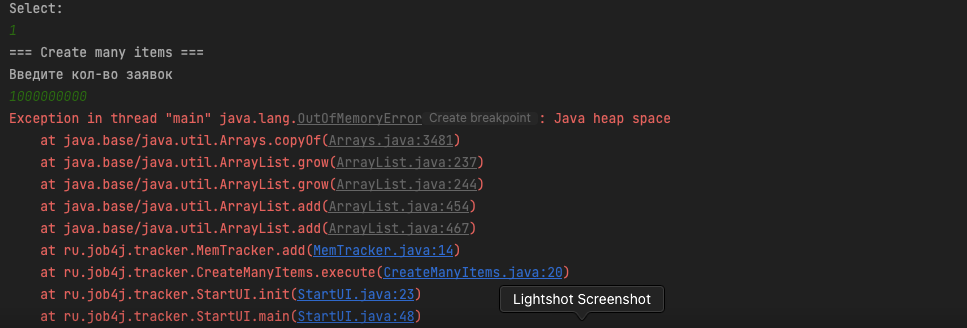 Select:
1
=== Create many items ===
Введите кол-во заявок
1000000000
Exception in thread "main" java.lang.OutOfMemoryError Create breakpoint : Java heap space
at java.base/java.util.Arrays.copyOf(Arrays.java:3481)
at java.base/java.util.ArrayList.grow(ArrayList.java:237)
at java.base/java.util.ArrayList.grow(ArrayList.java:244)
at java.base/java.util.ArrayList.add(ArrayList.java:454)
at java.base/java.util.ArrayList.add(ArrayList.java:467)
at ru.job4j.tracker.MemTracker.add(MemTracker.java:14)
at ru.job4j.tracker.CreateManyItems.execute(CreateManyItems.java:20)
at ru.job4j.tracker.StartUI.init(StartUI.java:23)
at ru.job4j.tracker.StartUI.main(StartUI.java:48)
Lightshot Screenshot